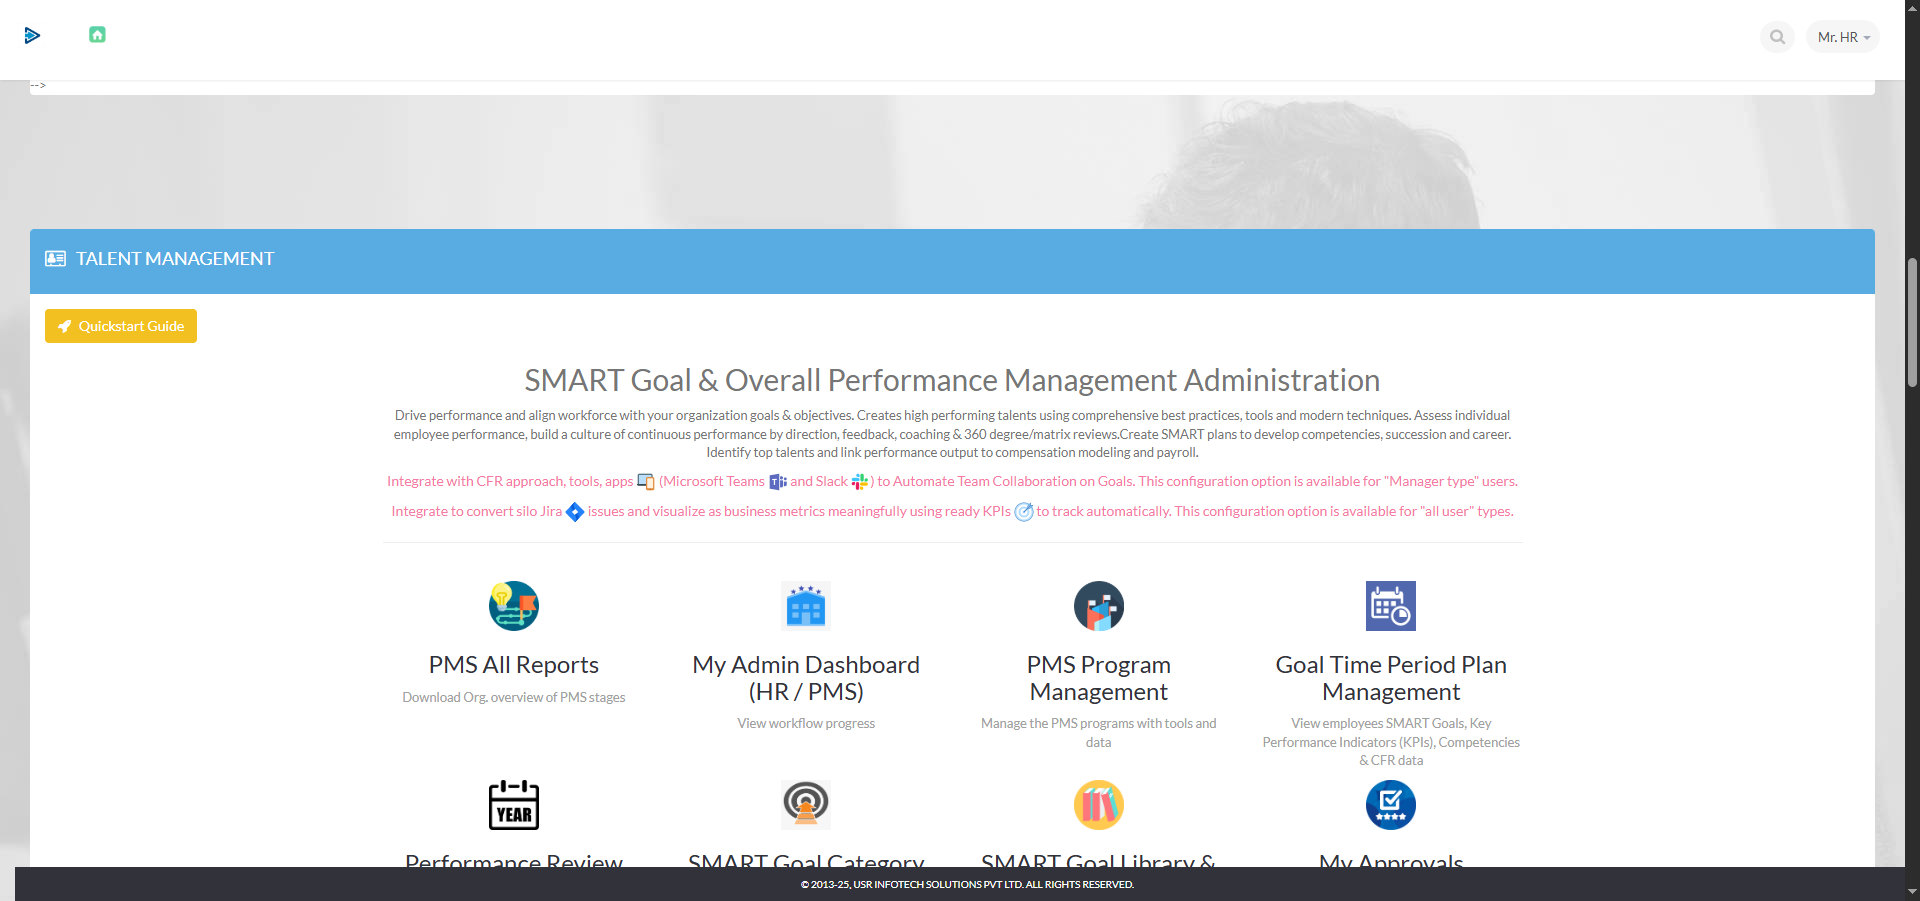 Mr. HR
-->
TALENT MANAGEMENT
Quickstart Guide
SMART Goal & Overall Performance Management Administration
Drive performance and align workforce with your organization goals & objectives. Creates high performing talents using comprehensive best practices, tools and modern techniques. Assess individual
employee performance, build a culture of continuous performance by direction, feedback, coaching & 360 degree/matrix reviews.Create SMART plans to develop competencies, succession and career.
Identify top talents and link performance output to compensation modeling and payroll.
Integrate with CFR approach, tools, apps (Microsoft Teams and Slack ) to Automate Team Collaboration on Goals. This configuration option is available for "Manager type" users.
Integrate to convert silo Jira issues and visualize as business metrics meaningfully using ready KPIs to track automatically. This configuration option is available for "all user" types.
PMS All Reports
Download Org. overview of PMS stages
My Admin Dashboard
(HR / PMS)
View workflow progress
PMS Program
Management
Manage the PMS programs with tools and
data
Goal Time Period Plan
Management
View employees SMART Goals, Key
Performance Indicators (KPIs), Competencies
& CFR data
YEAR
Performance Review
SMART Goal Category
SMART Goal Library &
My Approvals
© 2013-25, USR INFOTECH SOLUTIONS PVT LTD. ALL RIGHTS RESERVED.